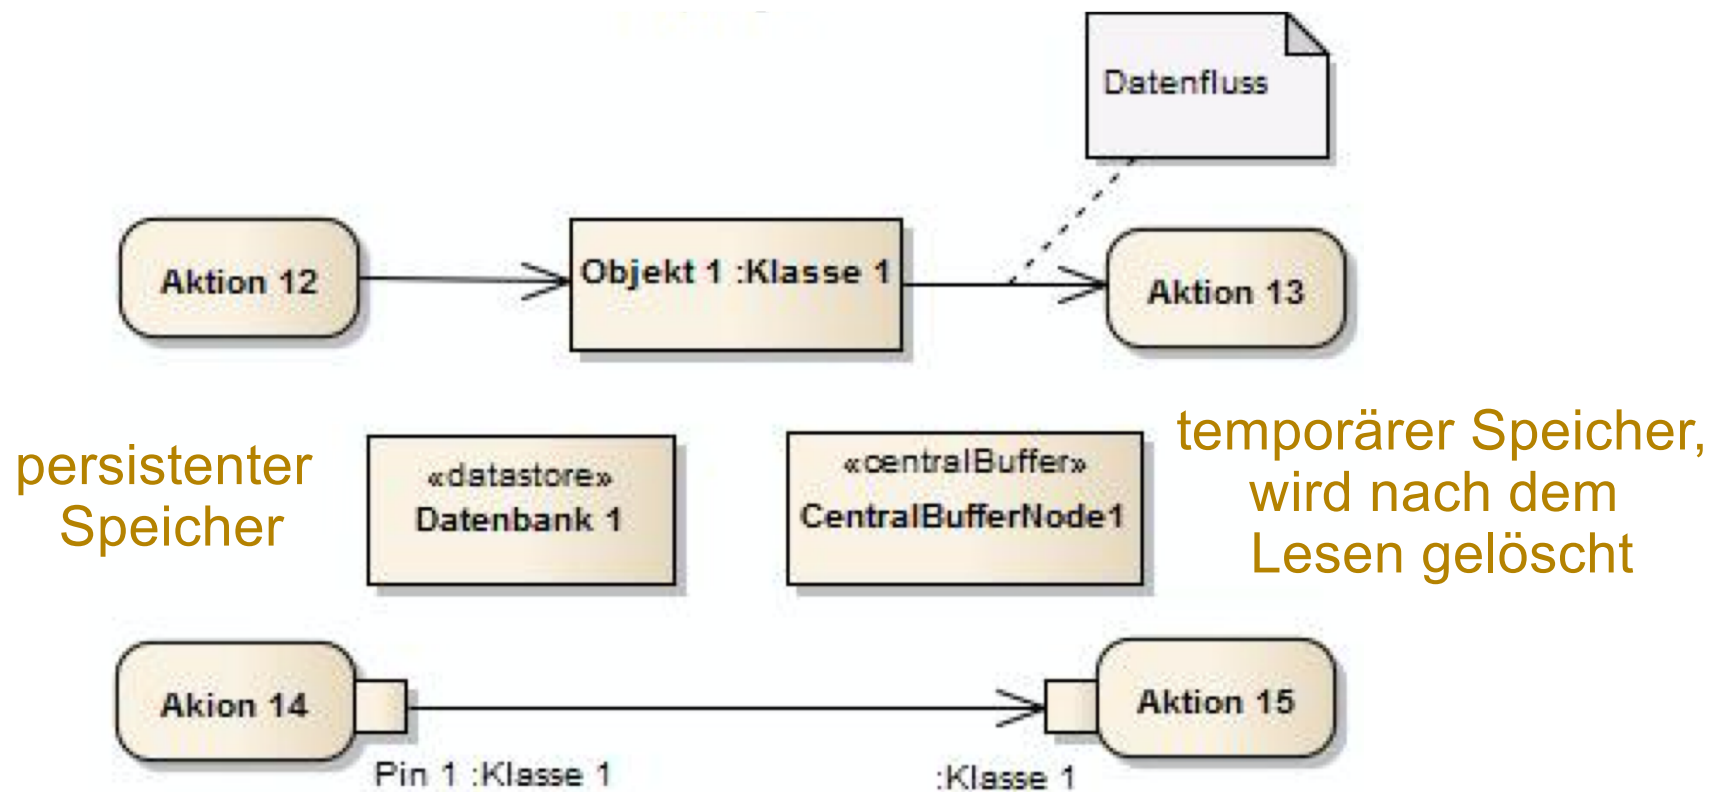 Datenfluss
Aktion 12
Objekt 1 :Klasse 1
Aktion 13
persistenter
Speicher
«datastore»
Datenbank 1
«centralBuffer»
CentralBufferNode1
temporärer Speicher,
wird nach dem
Lesen gelöscht
Akion 14
Aktion 15
Pin 1 :Klasse 1
:Klasse 1